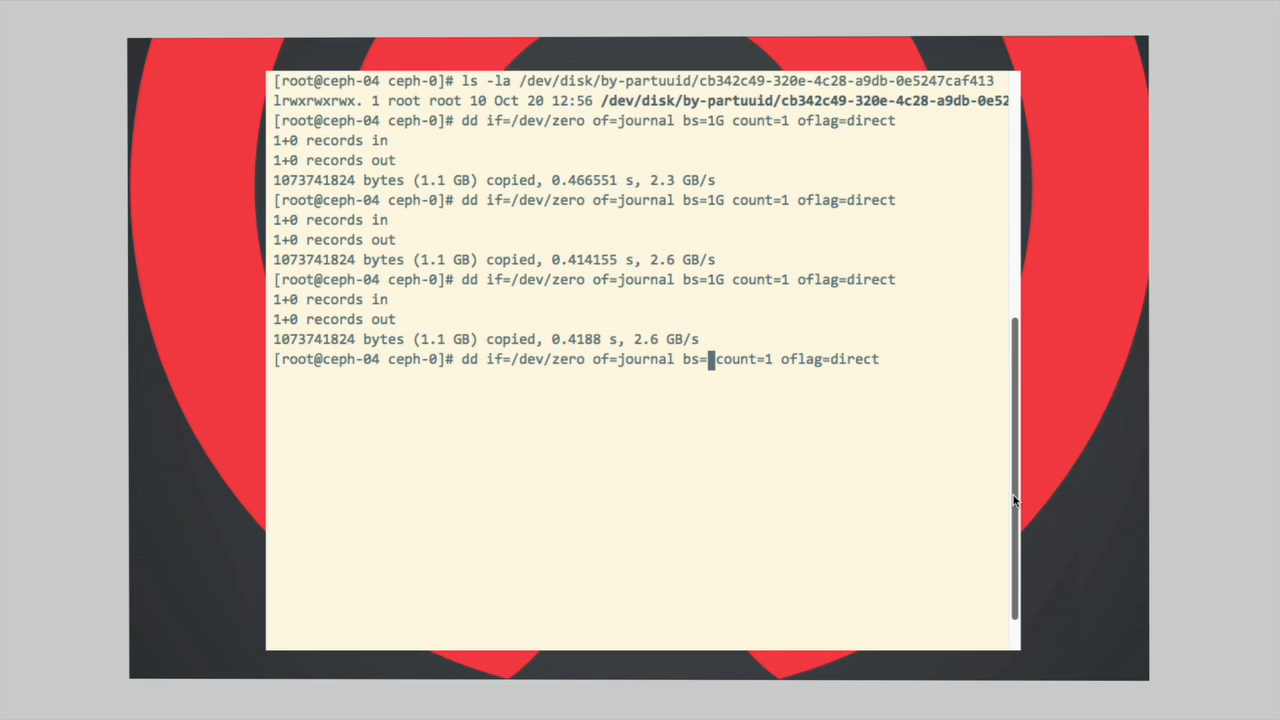 [root@ceph-04 ceph-0]# ls -la /dev/disk/by-partuuid/cb342c49-320e-4c28-a9db-0e5247caf413
lrwxrwxrwx. 1 root root 10 Oct 20 12:56 /dev/disk/by-partuuid/cb342c49-320e-4c28-a9db-0e52
[root@ceph-04 ceph-0]# dd if=/dev/zero of=journal bs=1G count=1 oflag=direct
1+0 records in
1+0 records out
1073741824 bytes (1.1 GB) copied, 0.466551 s, 2.3 GB/s
[root@ceph-04 ceph-0]# dd if=/dev/zero of=journal bs=1G count=1 oflag=direct
1+0 records in
1+0 records out
1073741824 bytes (1.1 GB) copied, 0.414155 s, 2.6 GB/s
[root@ceph-04 ceph-0]# dd if=/dev/zero of=journal bs=1G count=1 oflag=direct
1+0 records in
1+0 records out
1073741824 bytes (1.1 GB) copied, 0.4188 s, 2.6 GB/s
[root@ceph-04 ceph-0]# dd if=/dev/zero of=journal bs= count=1 oflag=direct